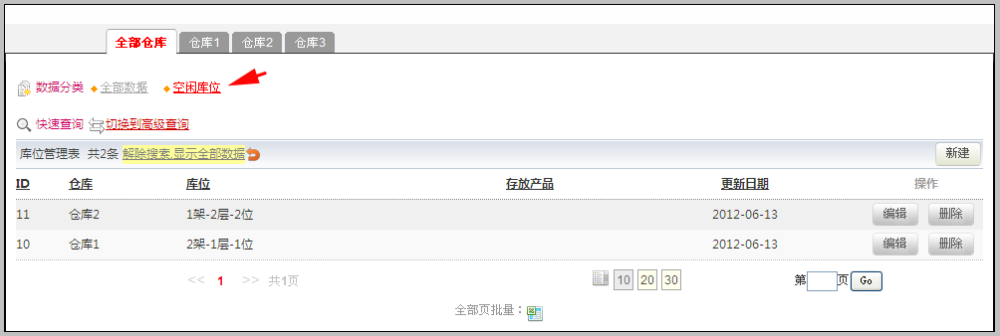 全部仓库 仓库1 仓库2 仓库3
数据分类 全部数据 空闲库位
快速查询 切换到高级查询
库位管理表 共2条 解除搜索,显示全部数据 新建
ID 仓库 库位 存放产品 更新日期 操作
11 仓库2 1架-2层-2位 2012-06-13 编辑 删除
10 仓库1 2架-1层-1位 2012-06-13 编辑 删除
<< 1 >> 共1页 10 20 30 第 页 Go
全部页批量：